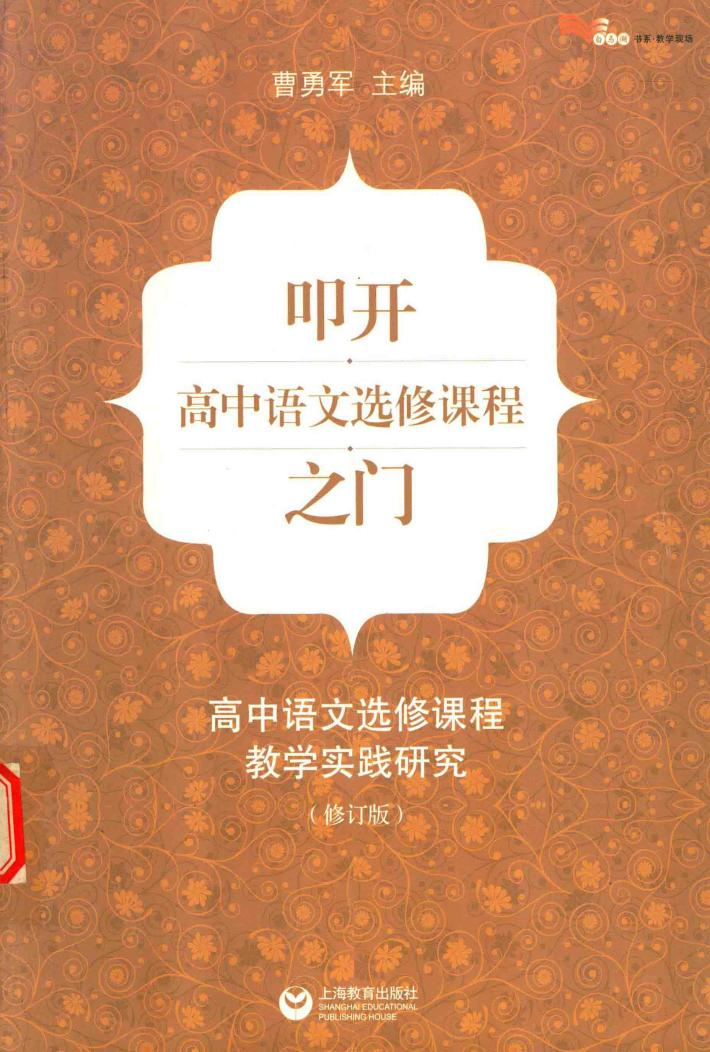 书系·教学现场
曹勇军 主编
叩开
高中语文选修课程
之门
高中语文选修课程
教学实践研究
（修订版）
上海教育出版社
SHANGHAI EDUCATIONAL
PUBLISHING HOUSE